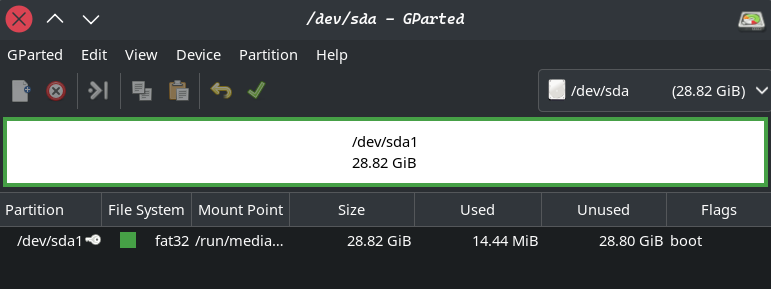 /dev/sda - GParted
GParted Edit View Device Partition Help
/dev/sda (28.82 GiB)
/dev/sda1
28.82 GiB
Partition File System Mount Point Size Used Unused Flags
/dev/sda1 fat32 /run/media... 28.82 GiB 14.44 MiB 28.80 GiB boot